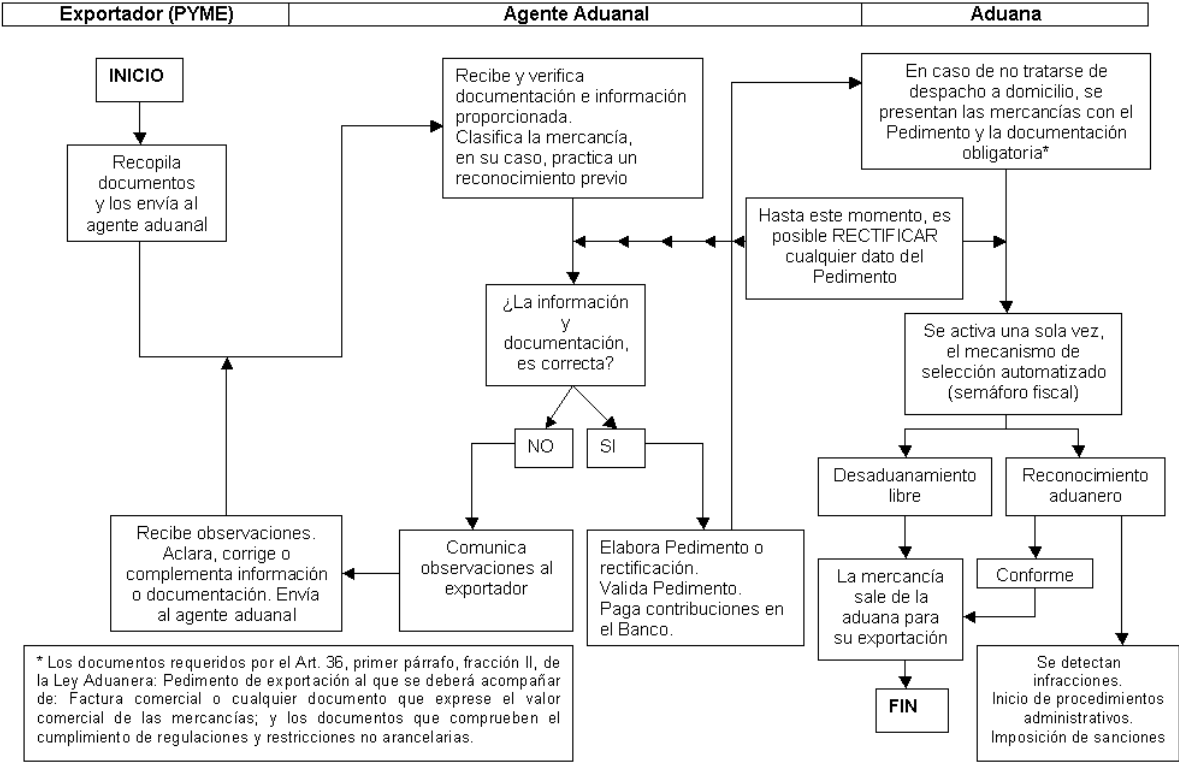 Exportador (PYME)
Agente Aduanal
Aduana
INICIO
Recopila
documentos
y los envía al
agente aduanal
Recibe y verifica
documentación e información
proporcionada.
Clasifica la mercancía,
en su caso, practica un
reconocimiento previo
En caso de no tratarse de
despacho a domicilio, se
presentan las mercancías con el
Pedimento y la documentación
obligatoria*
Hasta este momento, es
posible RECTIFICAR
cualquier dato del
Pedimento
¿La información
y
documentación,
es correcta?
Se activa una sola vez,
el mecanismo de
selección automatizado
(semáforo fiscal)
NO
SI
Desaduanamiento
libre
Reconocimiento
aduanero
Recibe observaciones.
Aclara, corrige o
complementa información
o documentación. Envía
al agente aduanal
Comunica
observaciones al
exportador
Elabora Pedimento o
rectificación.
Valida Pedimento.
Paga contribuciones en
el Banco.
La mercancía
sale de la
aduana para
su exportación
Conforme
* Los documentos requeridos por el Art. 36, primer párrafo, fracción II, de
la Ley Aduanera: Pedimento de exportación al que se deberá acompañar
de: Factura comercial o cualquier documento que exprese el valor
comercial de las mercancías; y los documentos que comprueben el
cumplimiento de regulaciones y restricciones no arancelarias.
FIN
Se detectan
infracciones.
Inicio de procedimientos
administrativos.
Imposición de sanciones